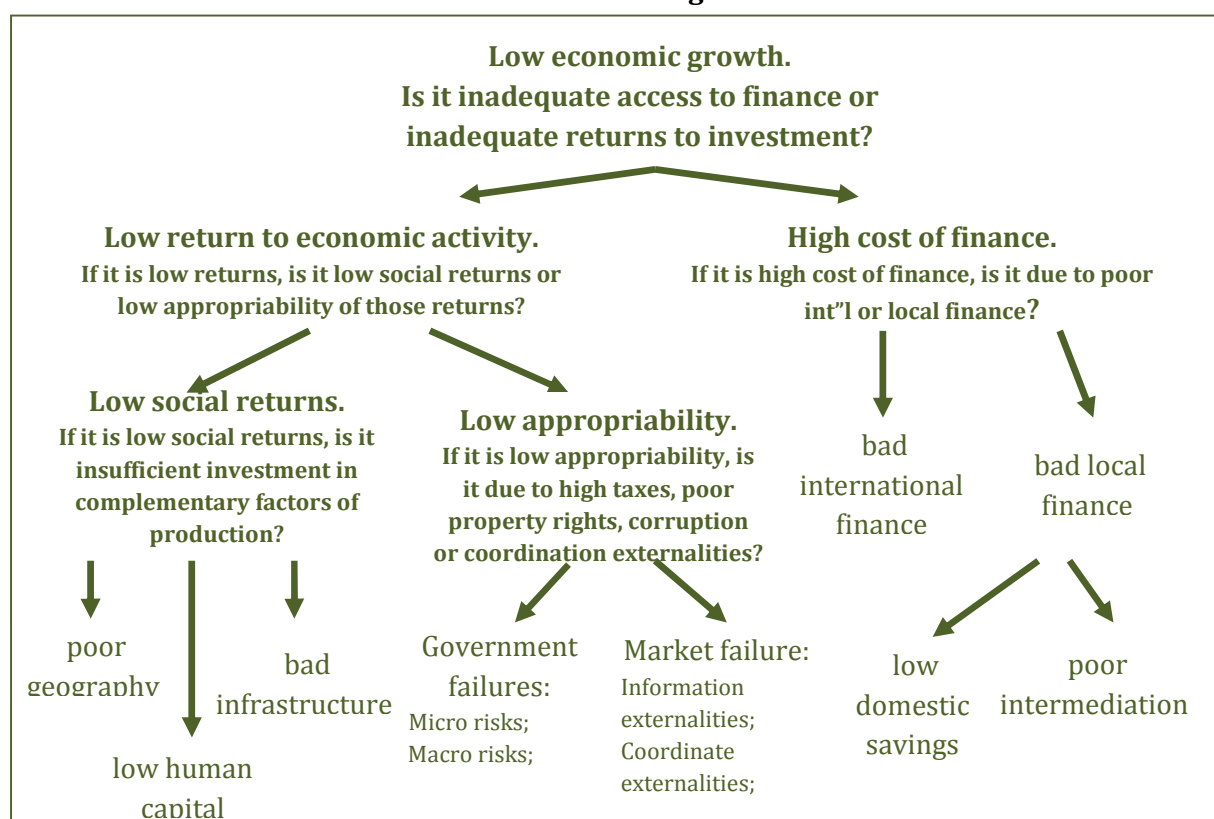 Low economic growth.
Is it inadequate access to finance or
inadequate returns to investment?
Low return to economic activity.
If it is low returns, is it low social returns or
low appropriability of those returns?
High cost of finance.
If it is high cost of finance, is it due to poor
int"l or local finance?
Low social returns.
If it is low social returns, is it
insufficient investment in
complementary factors of
production?
Low appropriability.
If it is low appropriability, is
it due to high taxes, poor
property rights, corruption
or coordination externalities?
bad
international
finance
bad local
finance
poor
geography
low human
capital
bad
infrastructure
Government
failures:
Micro risks;
Macro risks;
Market failure:
Information
externalities;
Coordinate
externalities;
low
domestic
savings
poor
intermediation